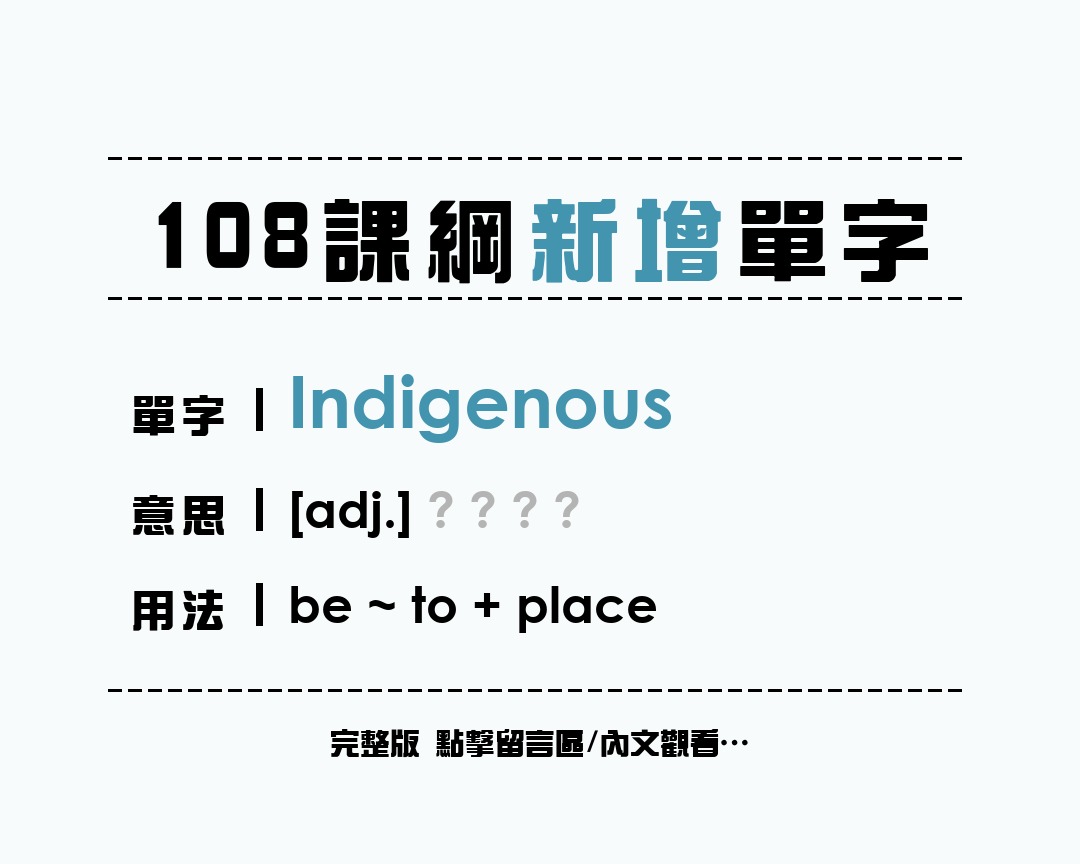 108課綱新增單字
單字 | Indigenous
意思 | [adj.] ? ? ? ?
用法 | be ~ to + place
完整版 點擊留言區/內文觀看…